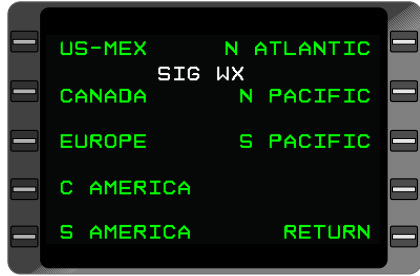 US-MEX N ATLANTIC
SIG WX
CANADA N PACIFIC
EUROPE S PACIFIC
C AMERICA
S AMERICA RETURN